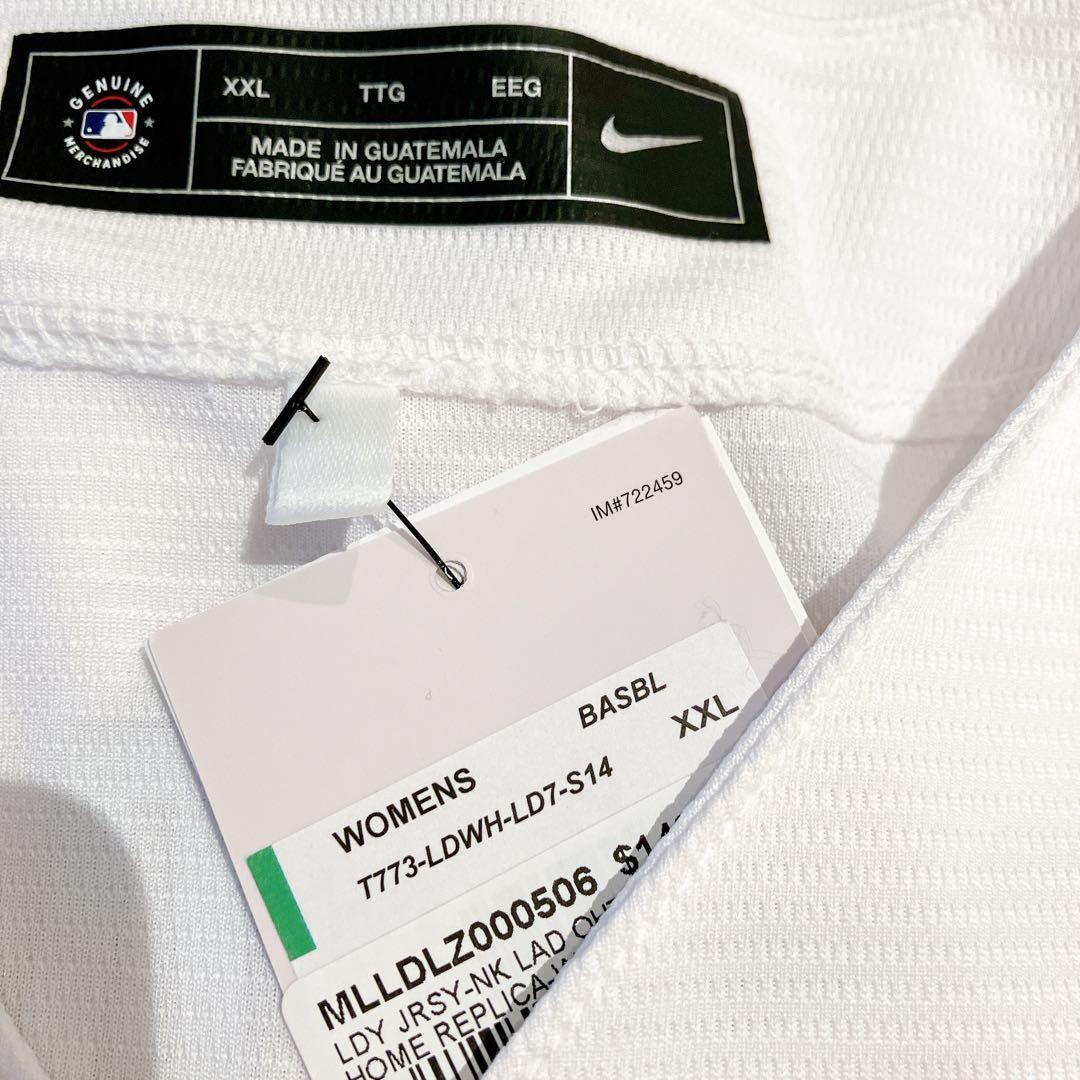 GENUINE
MERCHANDISE
XXL TTG EEG
MADE IN GUATEMALA
FABRIQUÉ AU GUATEMALA
IM#722459
WOMENS BASBL
T773-LDWH-LD7-S14 XXL
MLLDLZ000506
LDY JRSY-NK LAD
HOME REPLICA